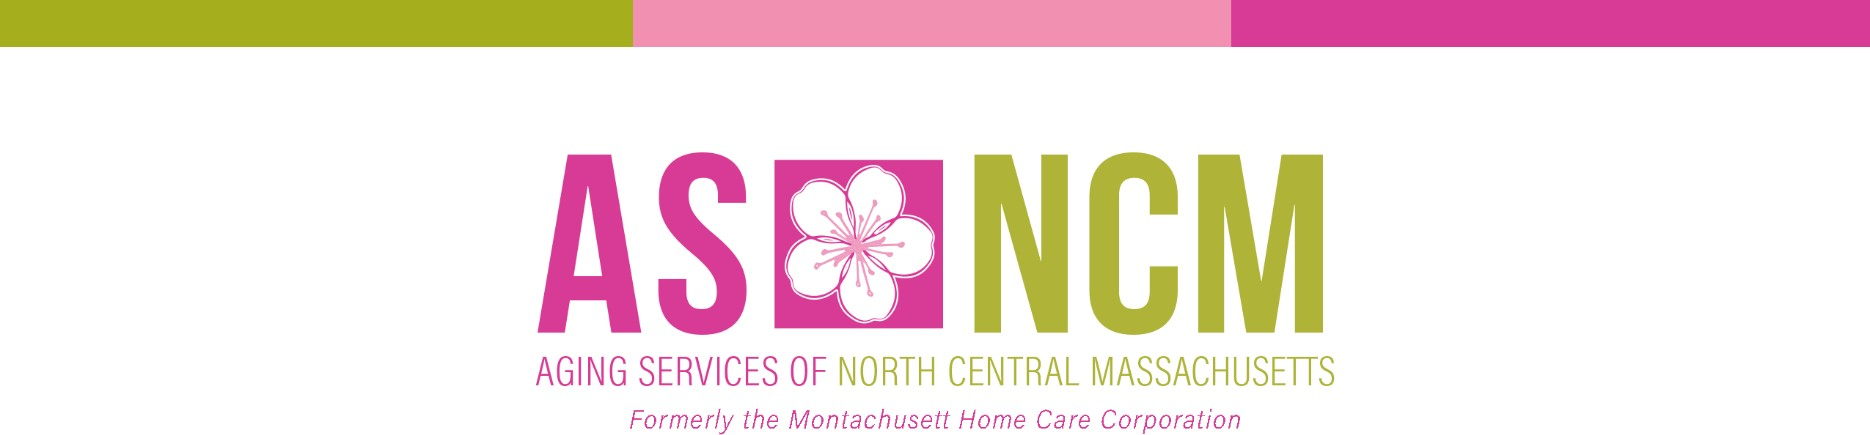 AS NCM
AGING SERVICES OF NORTH CENTRAL MASSACHUSETTS
Formerly the Montachusett Home Care Corporation